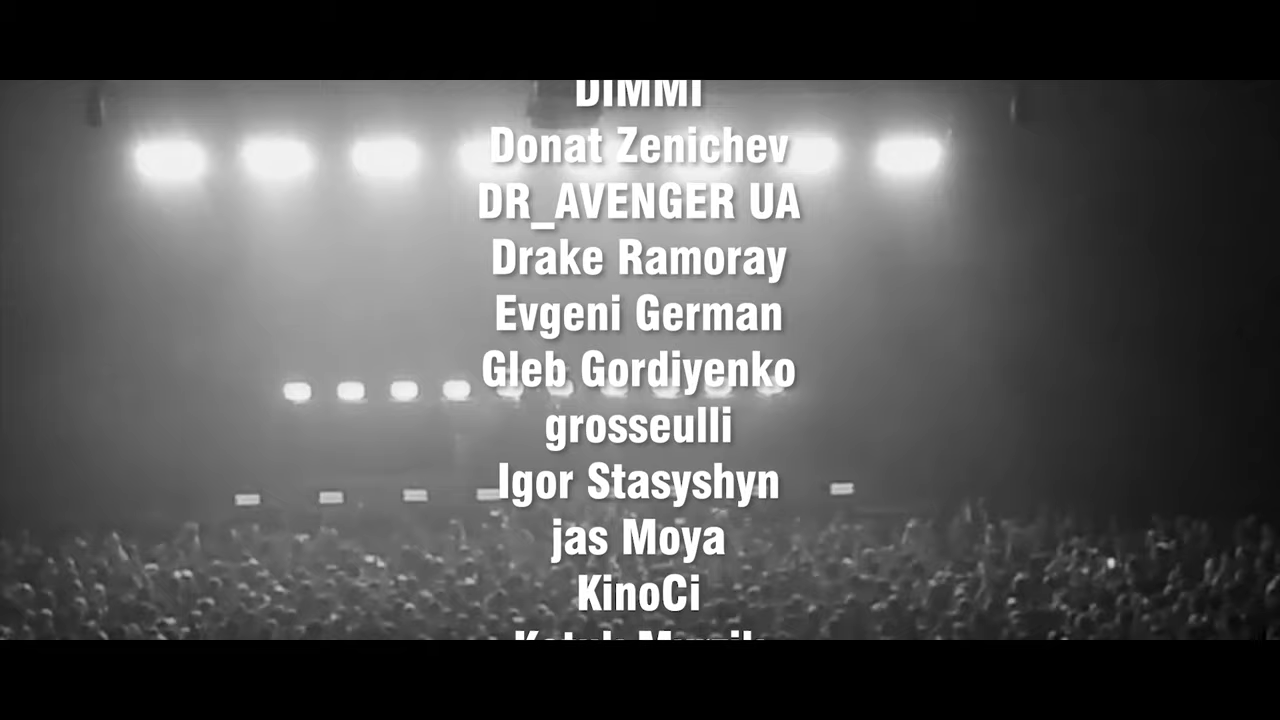 DIMMI
Donat Zenichev
DR_AVENGER UA
Drake Ramoray
Evgeni German
Gleb Gordiyenko
grosseulli
Igor Stasyshyn
jas Moya
KinoCi